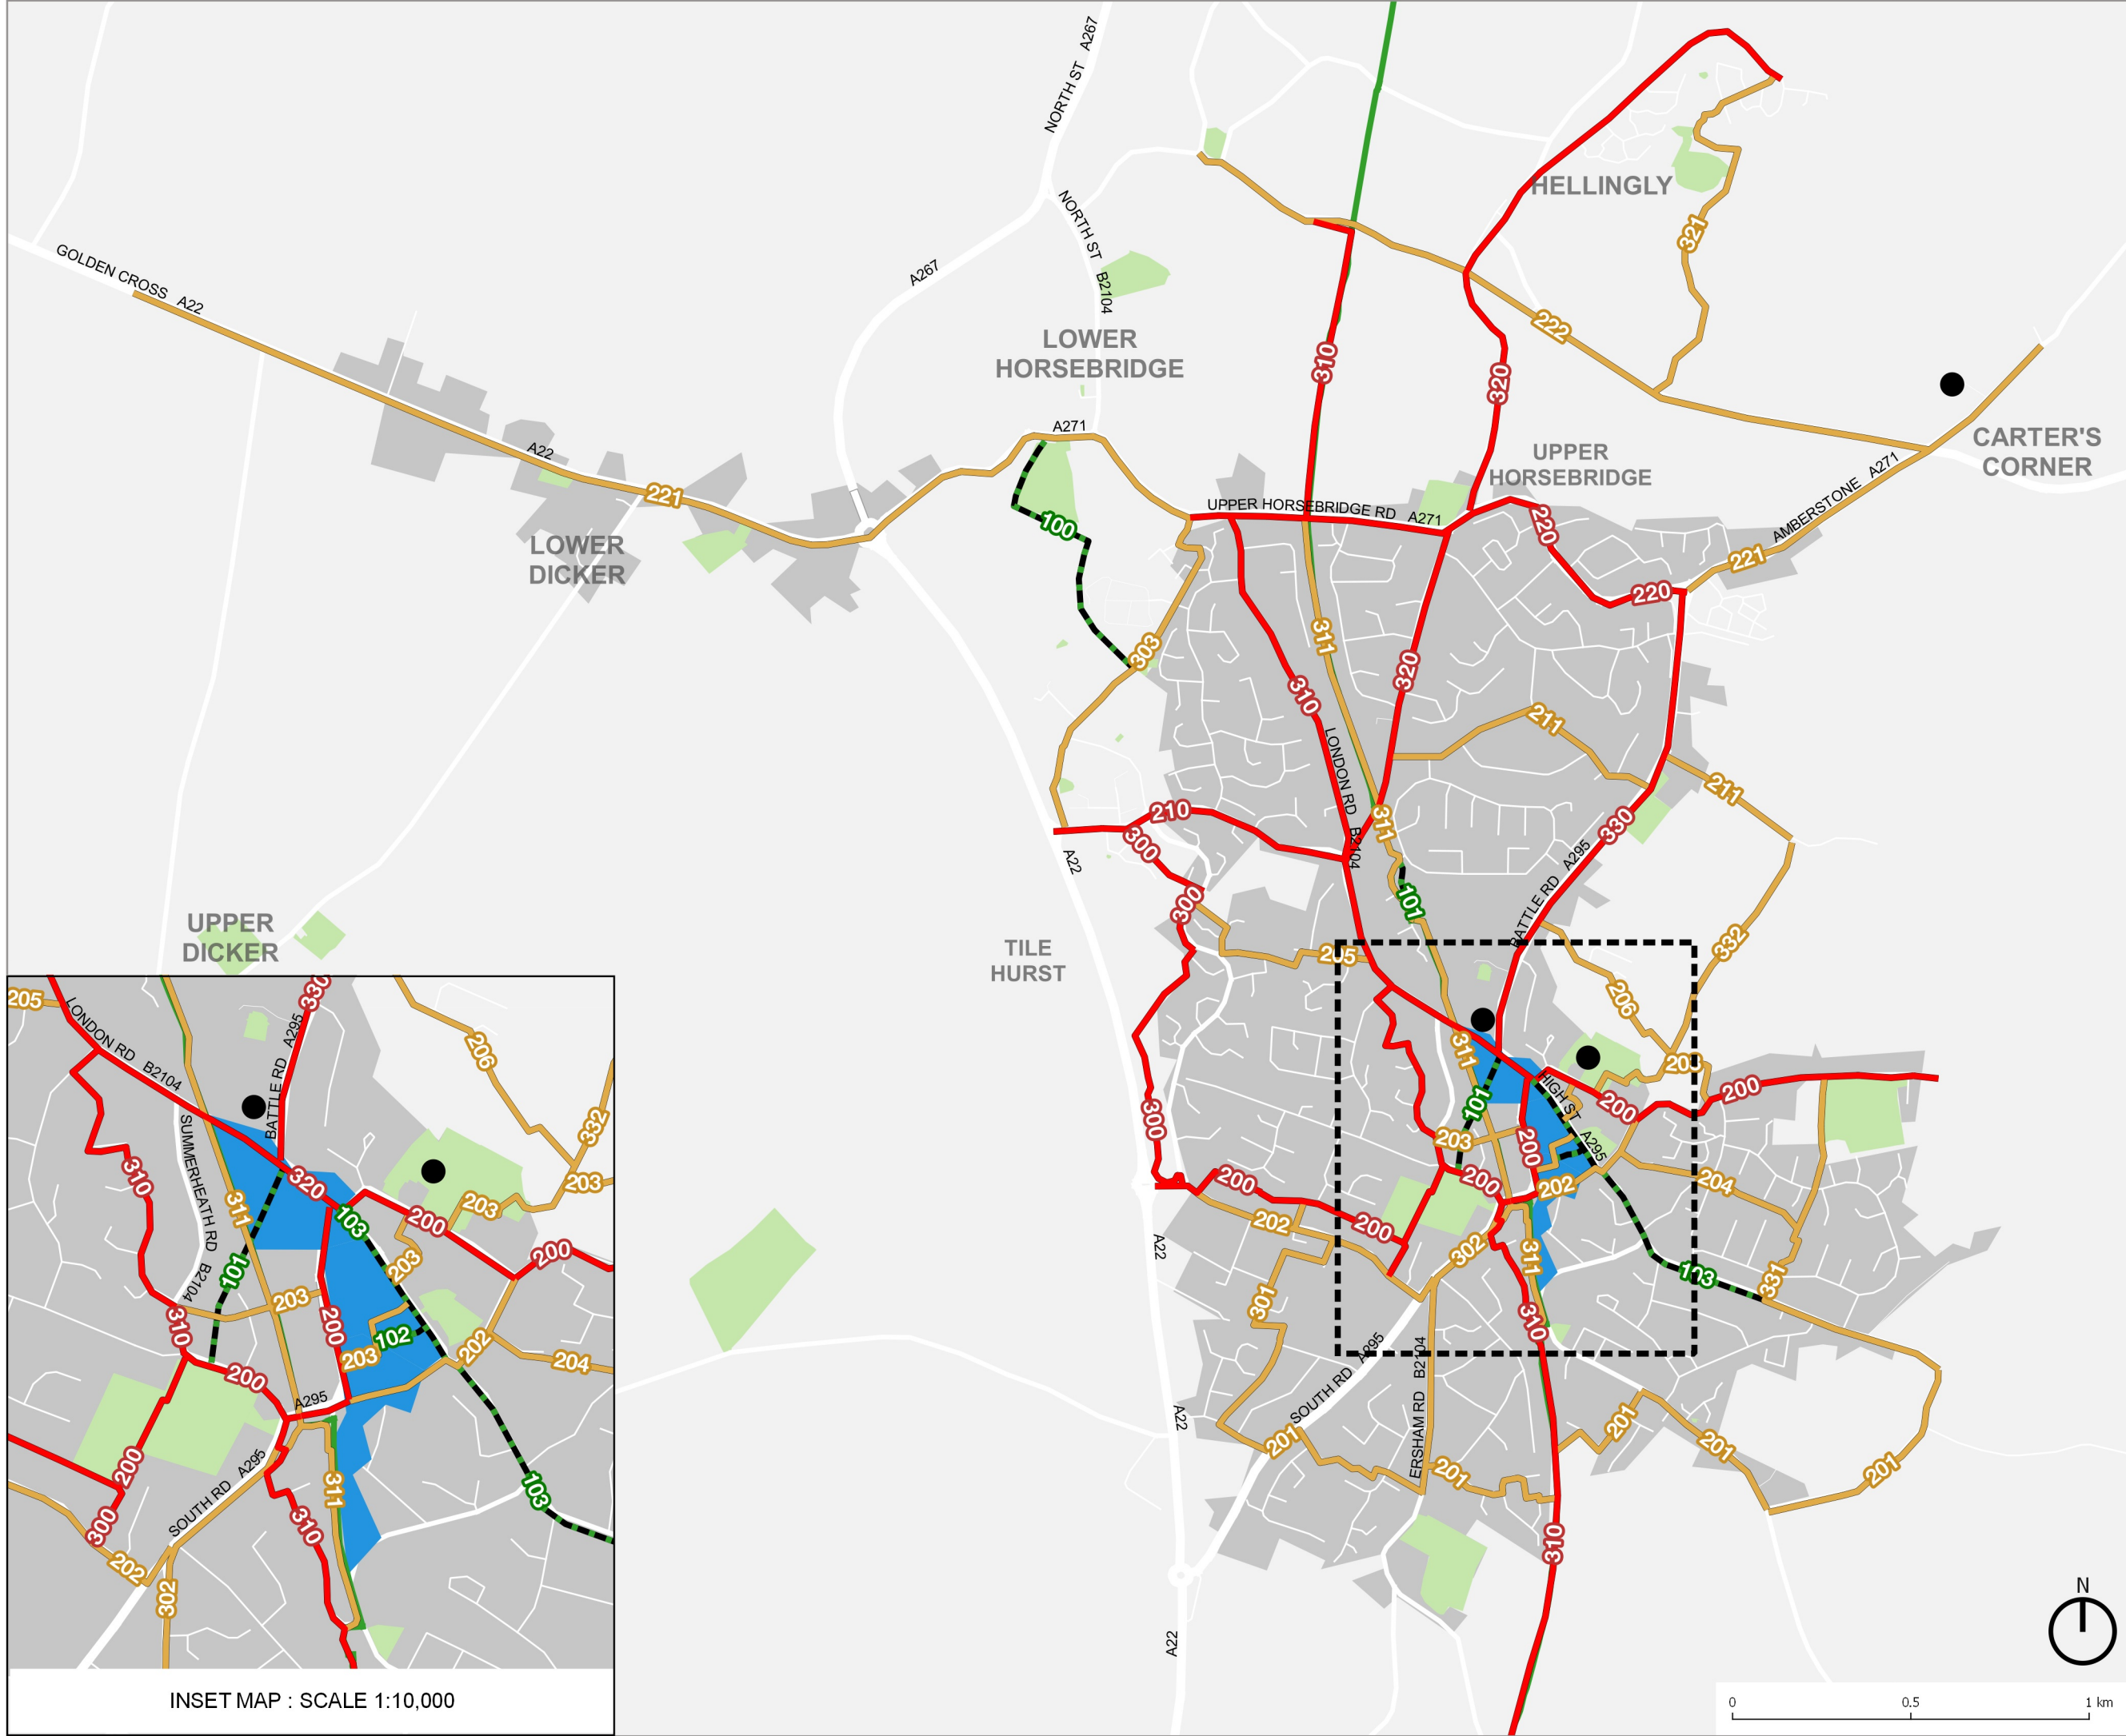 NORTH ST A267
HELLINGLY
NORTH ST B2104
321
A267
GOLDEN CROSS A22
222
LOWER
HORSEBRIDGE
310
320
A271
CARTER'S
CORNER
UPPER
HORSEBRIDGE
A22
AMBERSTONE A271
221
UPPER HORSEBRIDGE RD A271
100
220
LOWER
DICKER
221
220
311
303
320
310
211
LONDON RD B2104
211
210
311
330
300
A22
BATTLE RD A295
101
300
UPPER
DICKER
332
TILE
HURST
205
206
311
203
HIGH ST A295
200
101
200
300
203
200
200
200
204
202
202
200
302
311
103
331
301
310
SOUTH RD A295
ERSHAM RD B2104
A22
A22
201
201
201
201
201
310
A22
N
0 0.5 1 km
330
205
LONDON RD B2104
BATTLE RD A295
206
332
SUMMERHEATH RD B2104
310
320
203
203
311
103
200
200
101
203
203
310
200
102
203
202
204
200
A295
200
SOUTH RD A295
311
103
300
310
202
302
INSET MAP : SCALE 1:10,000